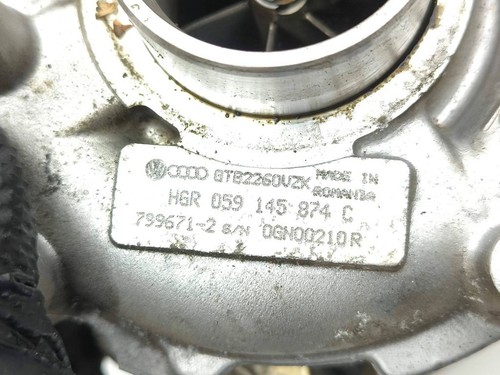 GTB2260VZK MADE IN
ROMANIA
HGR 059 145 874 C
799671-2 S/N 0GN00210R